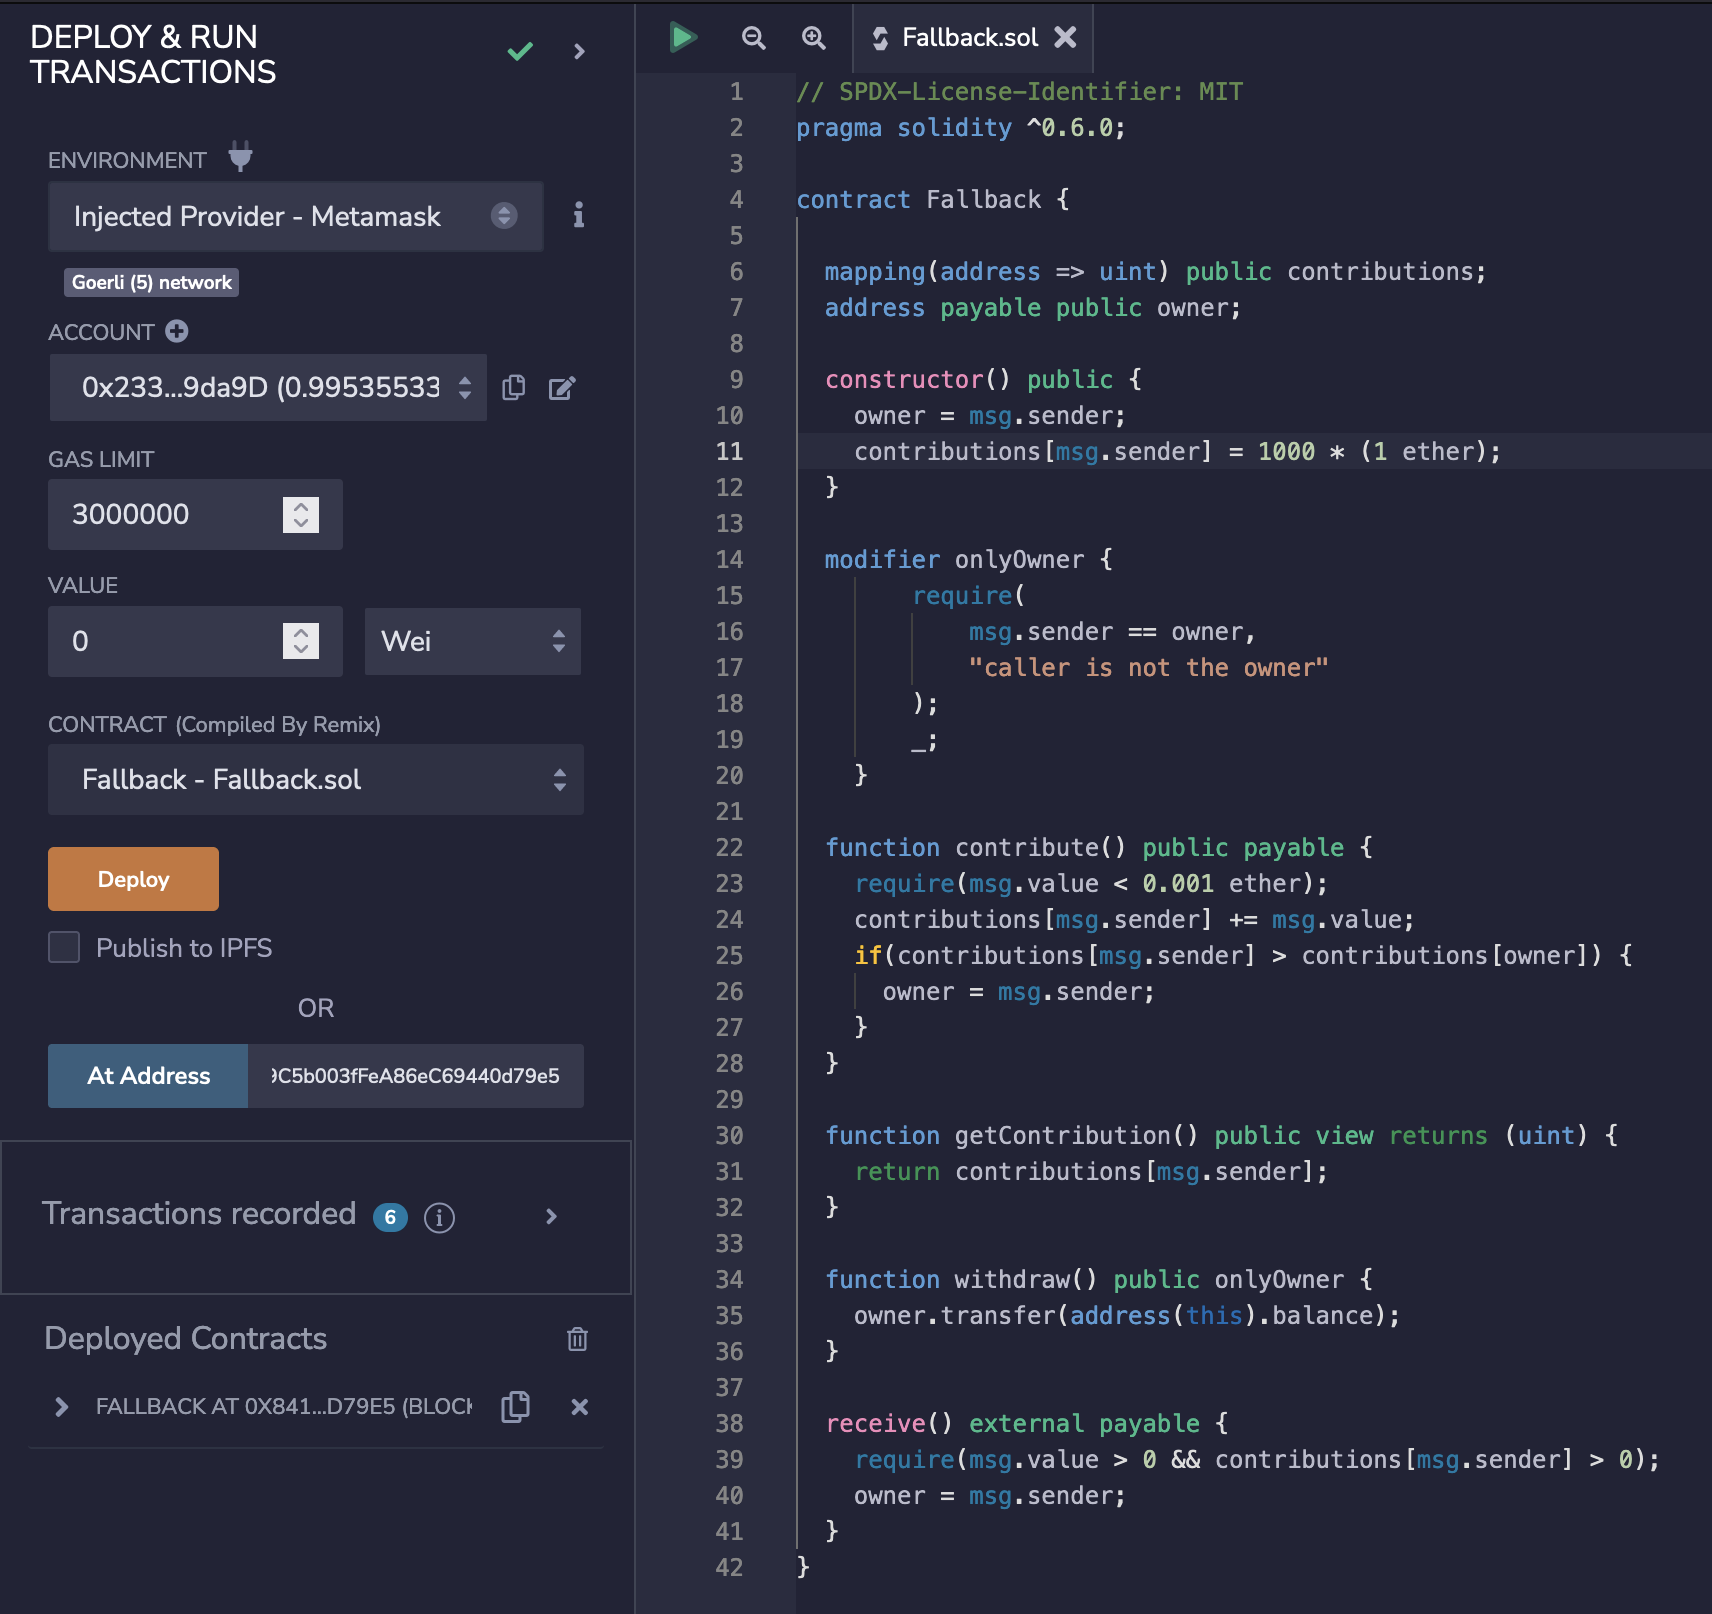 DEPLOY & RUN
TRANSACTIONS
ENVIRONMENT
Injected Provider - Metamask
Goerli (5) network
ACCOUNT
0x233...9da9D (0.99535533
GAS LIMIT
3000000
VALUE
0
Wei
CONTRACT (Compiled By Remix)
Fallback - Fallback.sol
Deploy
Publish to IPFS
OR
At Address
9C5b003fFeA86eC69440d79e5
Transactions recorded 6
Deployed Contracts
FALLBACK AT 0X841...D79E5 (BLOCK
Fallback.sol
1 // SPDX-License-Identifier: MIT
2 pragma solidity ^0.6.0;
3
4 contract Fallback {
5
6 mapping(address => uint) public contributions;
7 address payable public owner;
8
9 constructor() public {
10 owner = msg.sender;
11 contributions[msg.sender] = 1000 * (1 ether);
12 }
13
14 modifier onlyOwner {
15 require(
16 msg.sender == owner,
17 "caller is not the owner"
18 );
19 _;
20 }
21
22 function contribute() public payable {
23 require(msg.value < 0.001 ether);
24 contributions[msg.sender] += msg.value;
25 if(contributions[msg.sender] > contributions[owner]) {
26 owner = msg.sender;
27 }
28 }
29
30 function getContribution() public view returns (uint) {
31 return contributions[msg.sender];
32 }
33
34 function withdraw() public onlyOwner {
35 owner.transfer(address(this).balance);
36 }
37
38 receive() external payable {
39 require(msg.value > 0 && contributions[msg.sender] > 0);
40 owner = msg.sender;
41 }
42 }